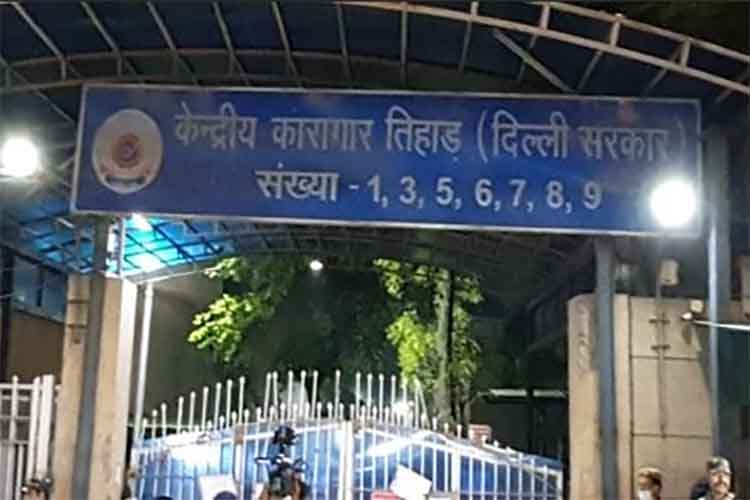 केन्द्रीय कारागार तिहाड़ (दिल्ली सरकार)
संख्या - 1, 3, 5, 6, 7, 8, 9